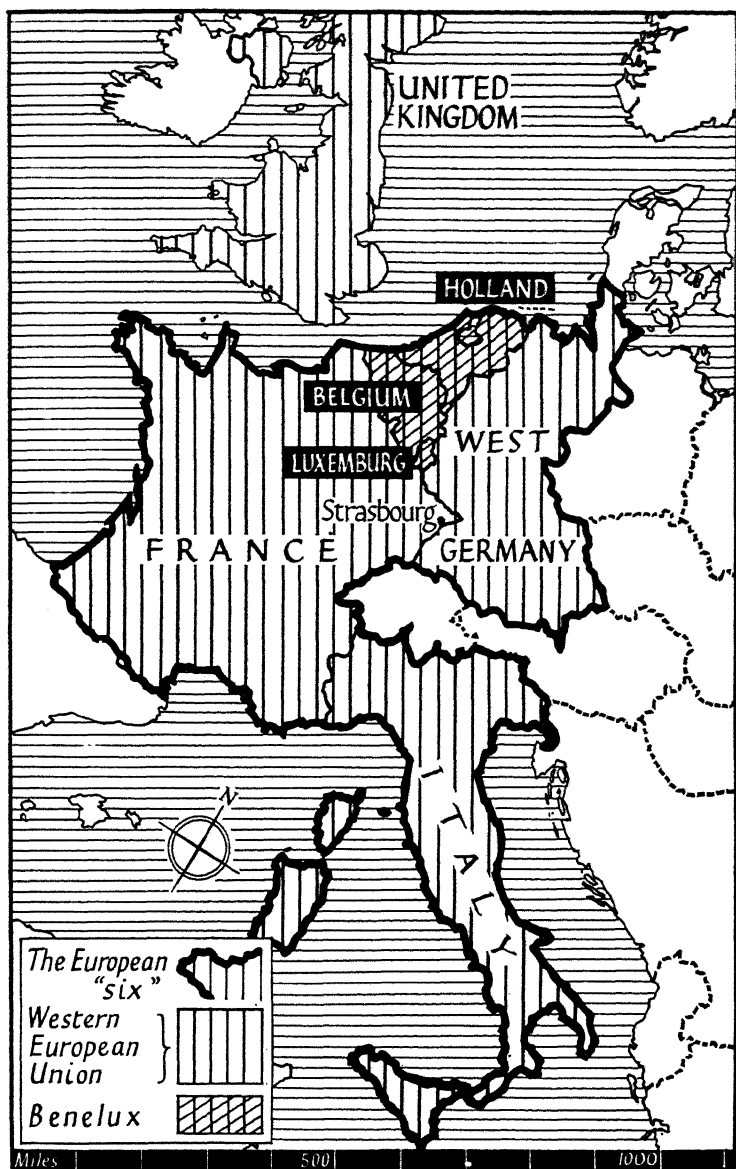 UNITED
KINGDOM
HOLLAND
BELGIUM
WEST
LUXEMBURG
Strasbourg
FRANCE
GERMANY
ITALY
N
The European
"six"
Western
European
Union
Benelux
Miles 500 1000